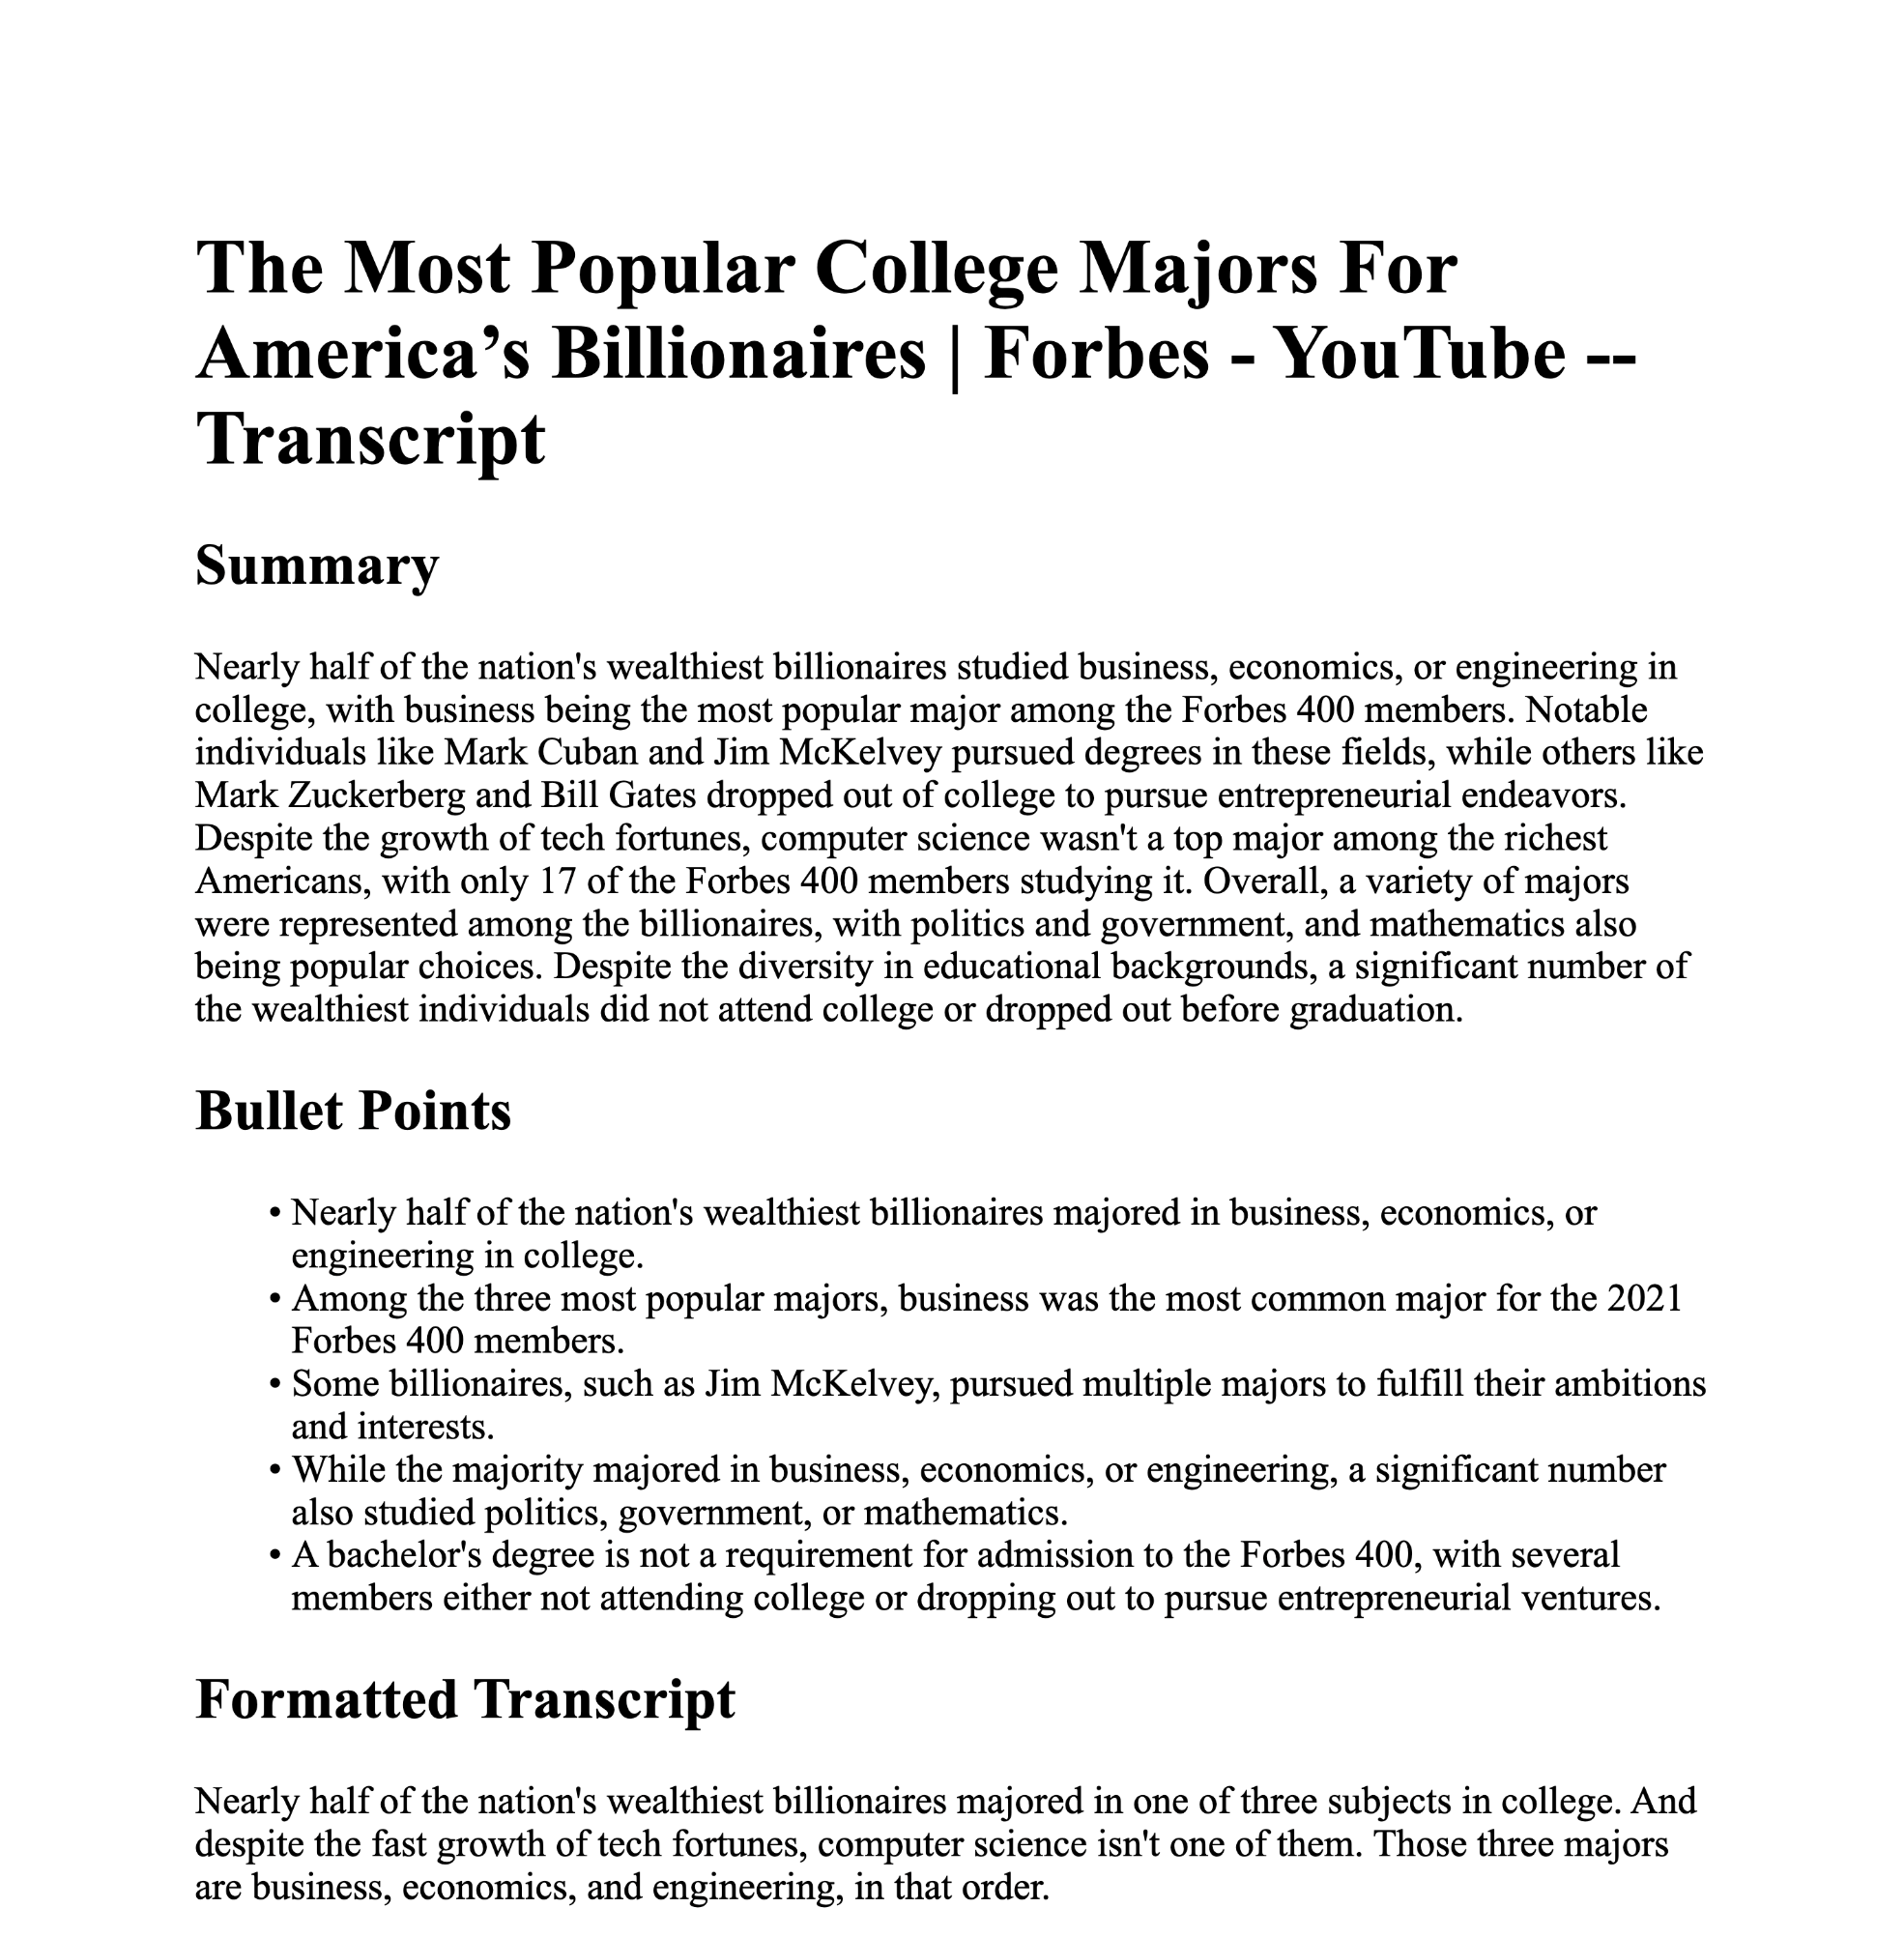 The Most Popular College Majors For
America’s Billionaires | Forbes - YouTube --
Transcript
Summary
Nearly half of the nation's wealthiest billionaires studied business, economics, or engineering in
college, with business being the most popular major among the Forbes 400 members. Notable
individuals like Mark Cuban and Jim McKelvey pursued degrees in these fields, while others like
Mark Zuckerberg and Bill Gates dropped out of college to pursue entrepreneurial endeavors.
Despite the growth of tech fortunes, computer science wasn't a top major among the richest
Americans, with only 17 of the Forbes 400 members studying it. Overall, a variety of majors
were represented among the billionaires, with politics and government, and mathematics also
being popular choices. Despite the diversity in educational backgrounds, a significant number of
the wealthiest individuals did not attend college or dropped out before graduation.
Bullet Points
• Nearly half of the nation's wealthiest billionaires majored in business, economics, or
engineering in college.
• Among the three most popular majors, business was the most common major for the 2021
Forbes 400 members.
• Some billionaires, such as Jim McKelvey, pursued multiple majors to fulfill their ambitions
and interests.
• While the majority majored in business, economics, or engineering, a significant number
also studied politics, government, or mathematics.
• A bachelor's degree is not a requirement for admission to the Forbes 400, with several
members either not attending college or dropping out to pursue entrepreneurial ventures.
Formatted Transcript
Nearly half of the nation's wealthiest billionaires majored in one of three subjects in college. And
despite the fast growth of tech fortunes, computer science isn't one of them. Those three majors
are business, economics, and engineering, in that order.